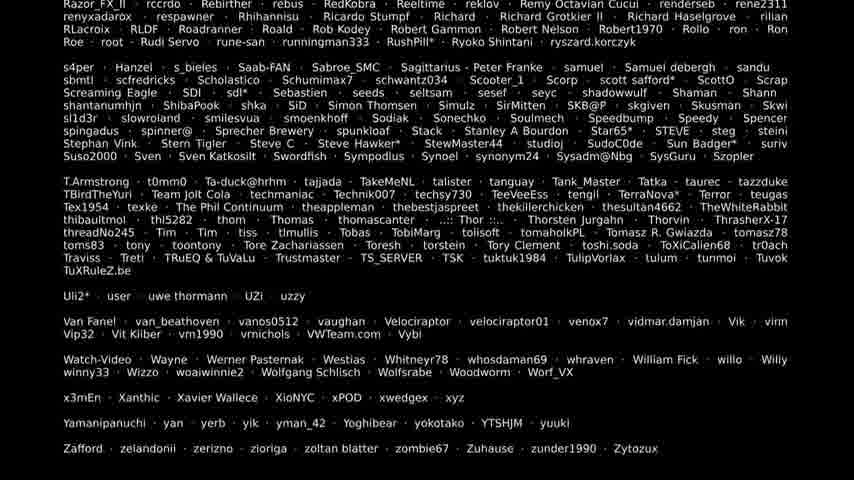 Razor_FX_II · rccrdo · Rebirther · rebus · RedKobra · Reeltime · reklov · Remy Octavian Cucui · renderseb · rene2311
renyxadarox · respawner · Rhihannisu · Ricardo Stumpf · Richard · Richard Grotkier II · Richard Haselgrove · rilian
RLacroix · RLDF · Roadranner · Roald · Rob Kodey · Robert Gammon · Robert Nelson · Robert1970 · Rollo · ron · Ron
Roe · root · Rudi Servo · rune-san · runningman333 · RushPill* · Ryoko Shintani · ryszard.korczyk
s4per · Hanzel · s_bieles · Saab-FAN · Sabroe_SMC · Sagittarius - Peter Franke · samuel · Samuel debergh · sandu
sbmtl · scfredricks · Scholastico · Schumimax7 · schwantz034 · Scooter_1 · Scorp · scott safford* · ScottO · Scrap
Screaming Eagle · SDI · sdl* · Sebastien · seeds · seltsam · sesef · seyc · shadowwulf · Shaman · Shann
shantanumhjn · ShibaPook · shka · SiD · Simon Thomsen · Simulz · SirMitten · SKB@P · skgiven · Skusman · Skwi
sl1d3r · slowroland · smilesvua · smoenkhoff · Sodiak · Sonechko · Soulmech · Speedbump · Speedy · Spencer
spingadus · spinner@ · Sprecher Brewery · spunkloaf · Stack · Stanley A Bourdon · Star65* · STE\/E · steg · steini
Stephan Vink · Stern Tigler · Steve C · Steve Hawker* · StewMaster44 · studioj · SudoC0de · Sun Badger* · suriv
Suso2000 · Sven · Sven Katkosilt · Swordfish · Sympodius · Synoel · synonym24 · Sysadm@Nbg · SysGuru · Szopler
T.Armstrong · t0mm0 · Ta-duck@hrhm · tajjada · TakeMeNL · talister · tanguay · Tank_Master · Tatka · taurec · tazzduke
TBirdTheYuri · Team Jolt Cola · techmaniac · Technik007 · techsy730 · TeeVeeEss · tengil · TerraNova* · Terror · teugas
Tex1954 · texke · The Phil Continuum · theappleman · thebestjaspreet · thekillerchicken · thesultan4662 · TheWhiteRabbit
thibaultmol · thl5282 · thom · Thomas · thomascanter · ..::: Thor ::.. · Thorsten Jurgahn · Thorvin · ThrasherX-17
threadNo245 · Tim · Tim · tiss · tlmullis · Tobas · TobiMarg · tolisoft · tomaholkPL · Tomasz R. Gwiazda · tomasz78
toms83 · tony · toontony · Tore Zachariassen · Toresh · torstein · Tory Clement · toshi.soda · ToXiCalien68 · tr0ach
Traviss · Tretl · TRuEQ & TuVaLu · Trustmaster · TS_SERVER · TSK · tuktuk1984 · TulipVorlax · tulum · tunmoi · Tuvok
TuXRuleZ.be
Uli2* · user · uwe thormann · UZi · uzzy
Van Fanel · van_beathoven · vanos0512 · vaughan · Velociraptor · velociraptor01 · venox7 · vidmar.damjan · Vik · virin
Vip32 · Vit Kliber · vm1990 · vrnichols · VWTeam.com · Vybi
Watch-Video · Wayne · Werner Pasternak · Westias · Whitneyr78 · whosdaman69 · whraven · William Fick · willo · Willy
winny33 · Wizzo · woaiwinnie2 · Wolfgang Schlisch · Wolfsrabe · Woodworm · Worf_VX
x3mEn · Xanthic · Xavier Wallece · XioNYC · xPOD · xwedgex · xyz
Yamanipanuchi · yan · yerb · yik · yman_42 · Yoghibear · yokotako · YTSHJM · yuuki
Zafford · zelandonii · zerizno · zioriga · zoltan blatter · zombie67 · Zuhause · zunder1990 · Zytozux